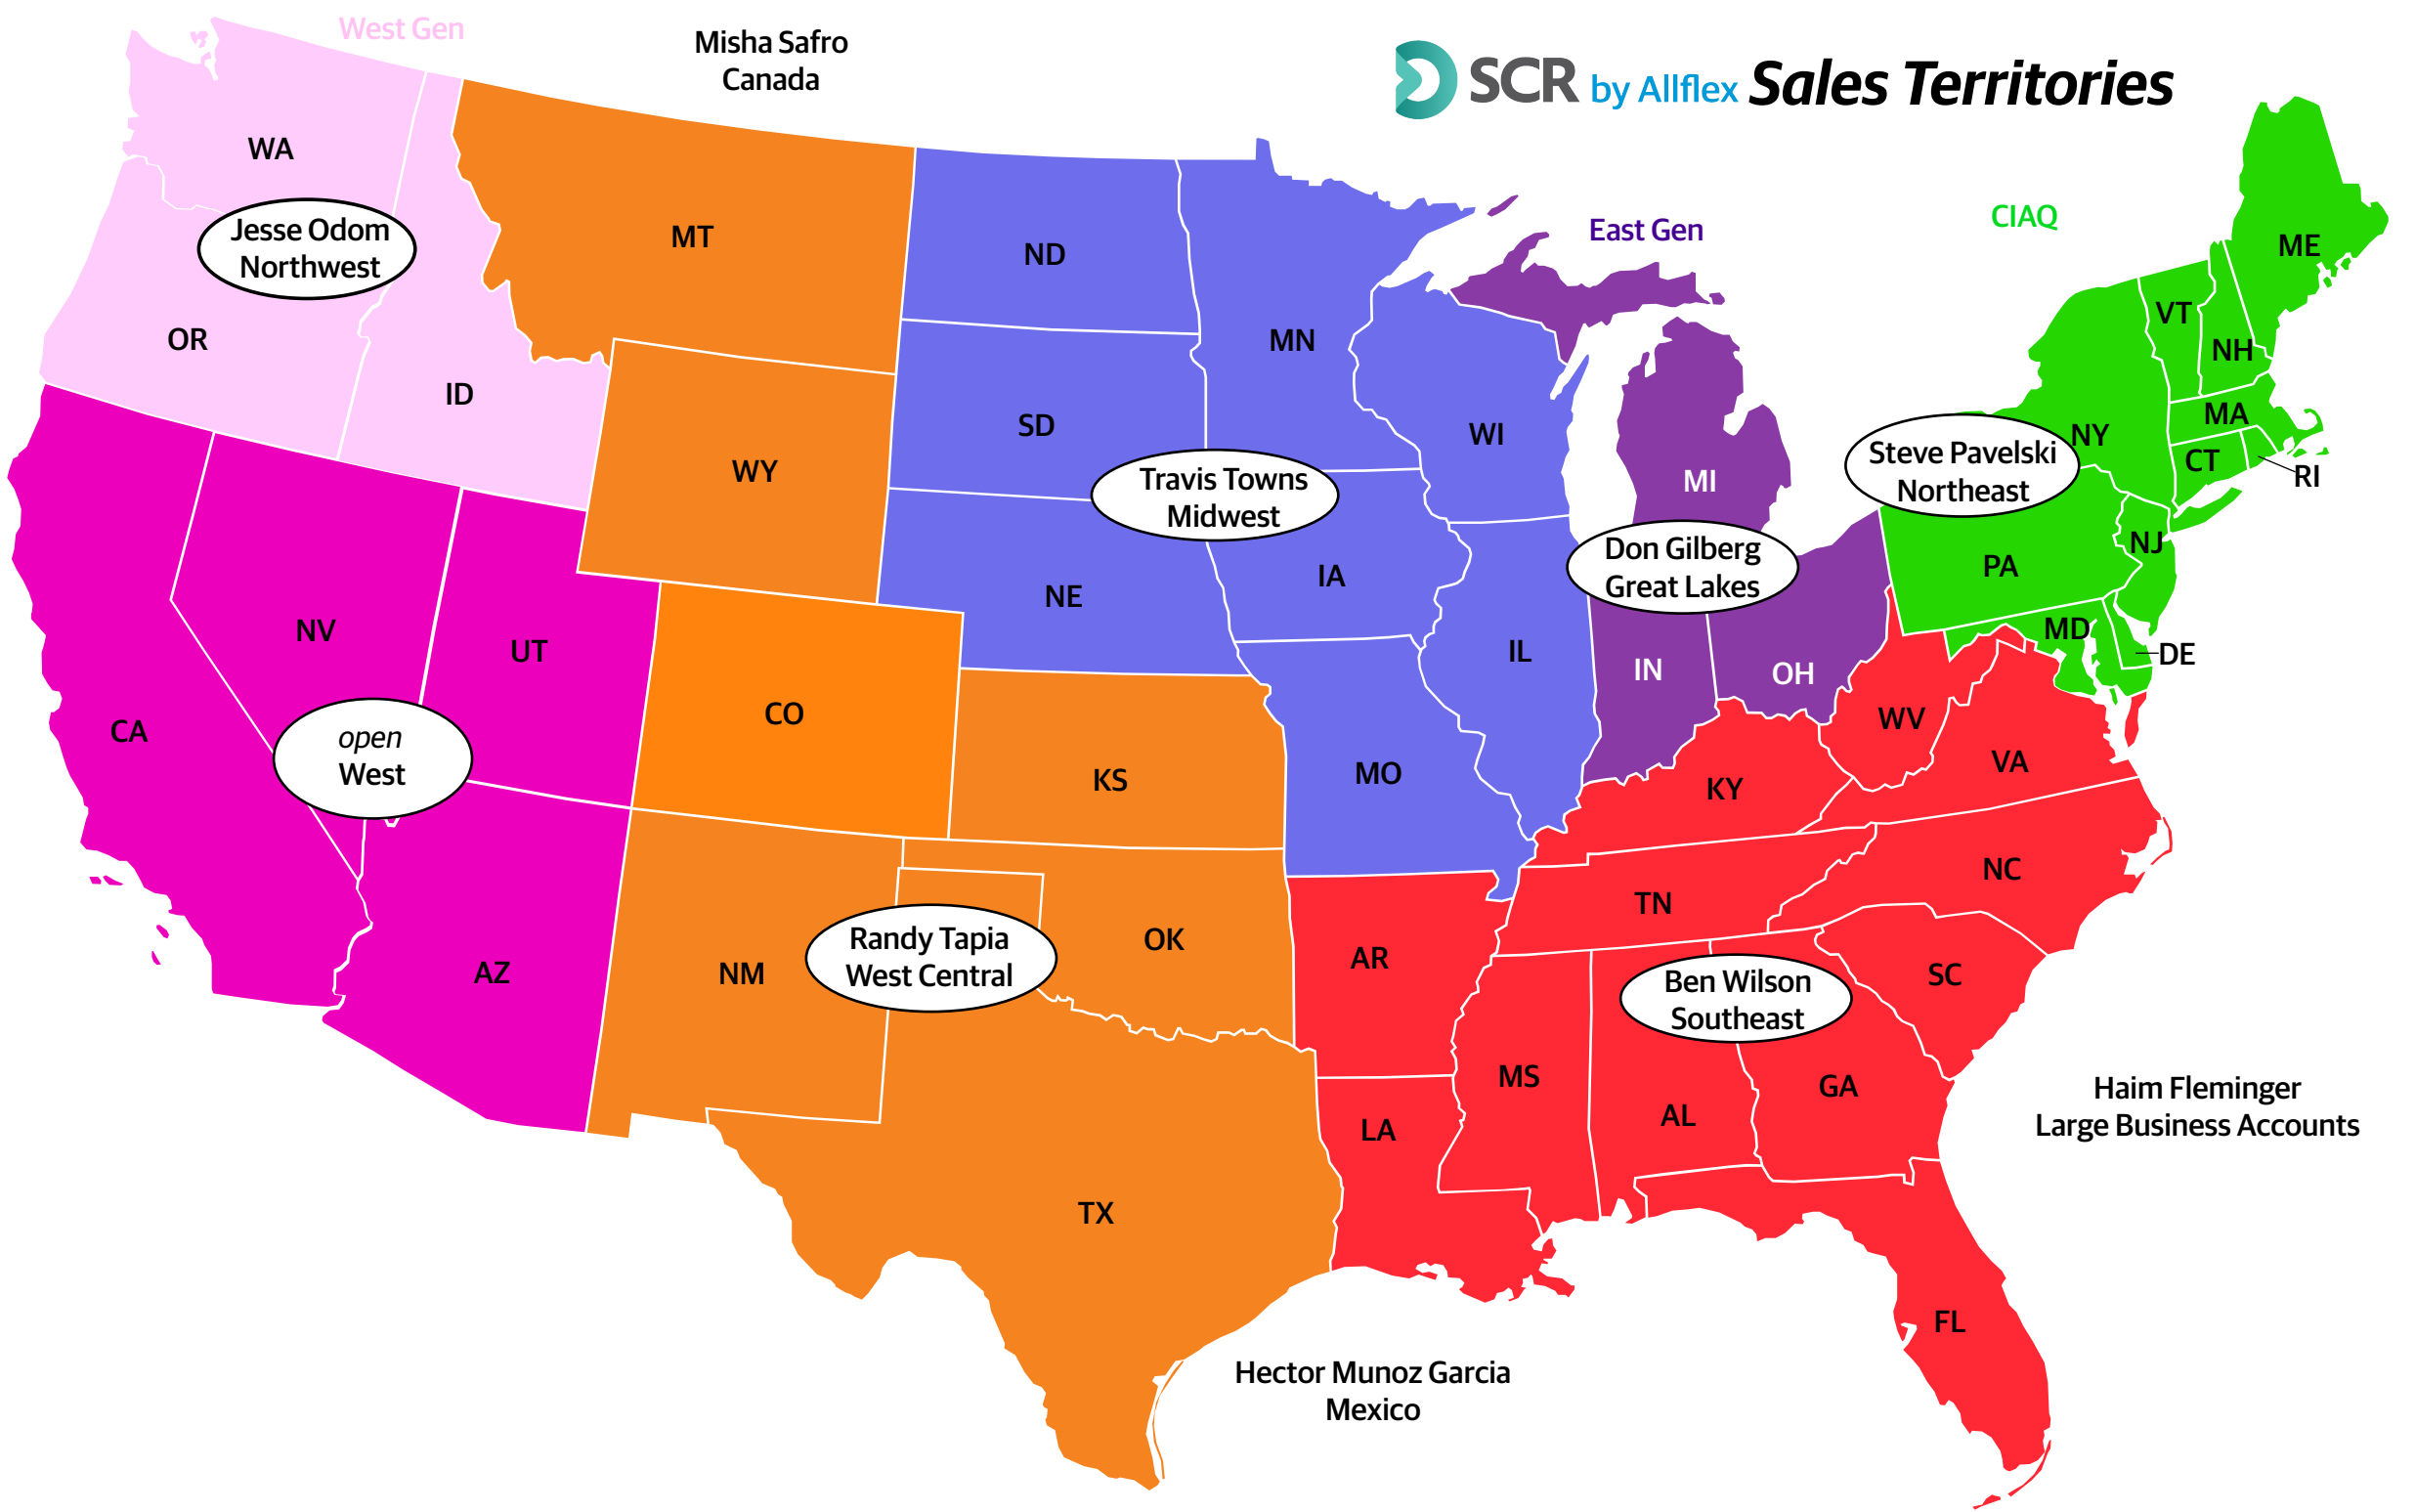 West Gen
Misha Safro
Canada
SCR by Allflex Sales Territories
WA
Jesse Odom
Northwest
OR
ID
MT
WY
ND
SD
NE
MN
WI
Travis Towns
Midwest
IA
IL
MO
East Gen
MI
Don Gilberg
Great Lakes
IN
OH
CIAQ
ME
VT
NH
MA
NY
CT
RI
Steve Pavelski
Northeast
PA
NJ
MD
DE
NV
UT
CA
open
West
AZ
CO
KS
NM
OK
Randy Tapia
West Central
TX
WV
VA
KY
NC
TN
AR
SC
Ben Wilson
Southeast
MS
AL
GA
LA
FL
Haim Fleminger
Large Business Accounts
Hector Munoz Garcia
Mexico